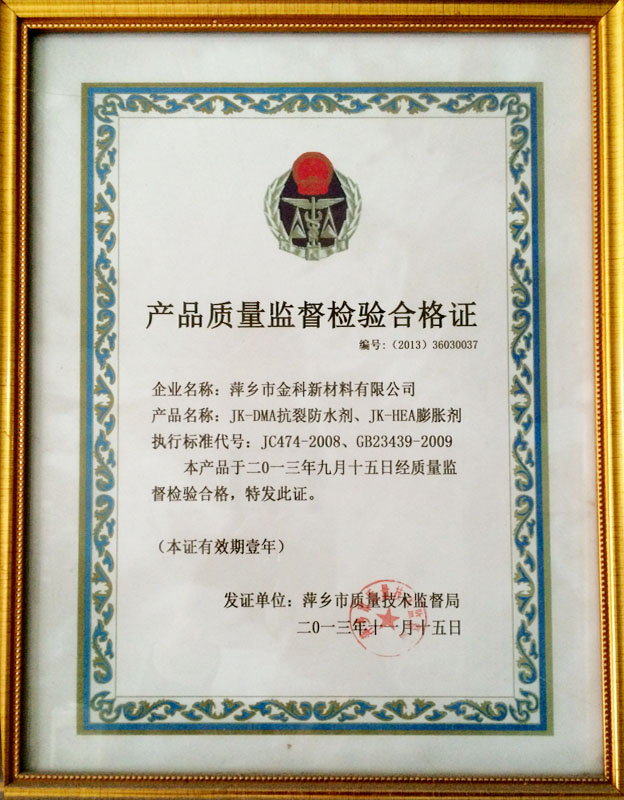 产品质量监督检验合格证
编号:（2013）36030037
企业名称：萍乡市金科新材料有限公司
产品名称：JK-DMA抗裂防水剂、JK-HEA膨胀剂
执行标准代号：JC474-2008、GB23439-2009
本产品于二0一三年九月十五日经质量监
督检验合格，特发此证。
（本证有效期壹年）
发证单位：萍乡市质量技术监督局
二0一三年十一月十五日